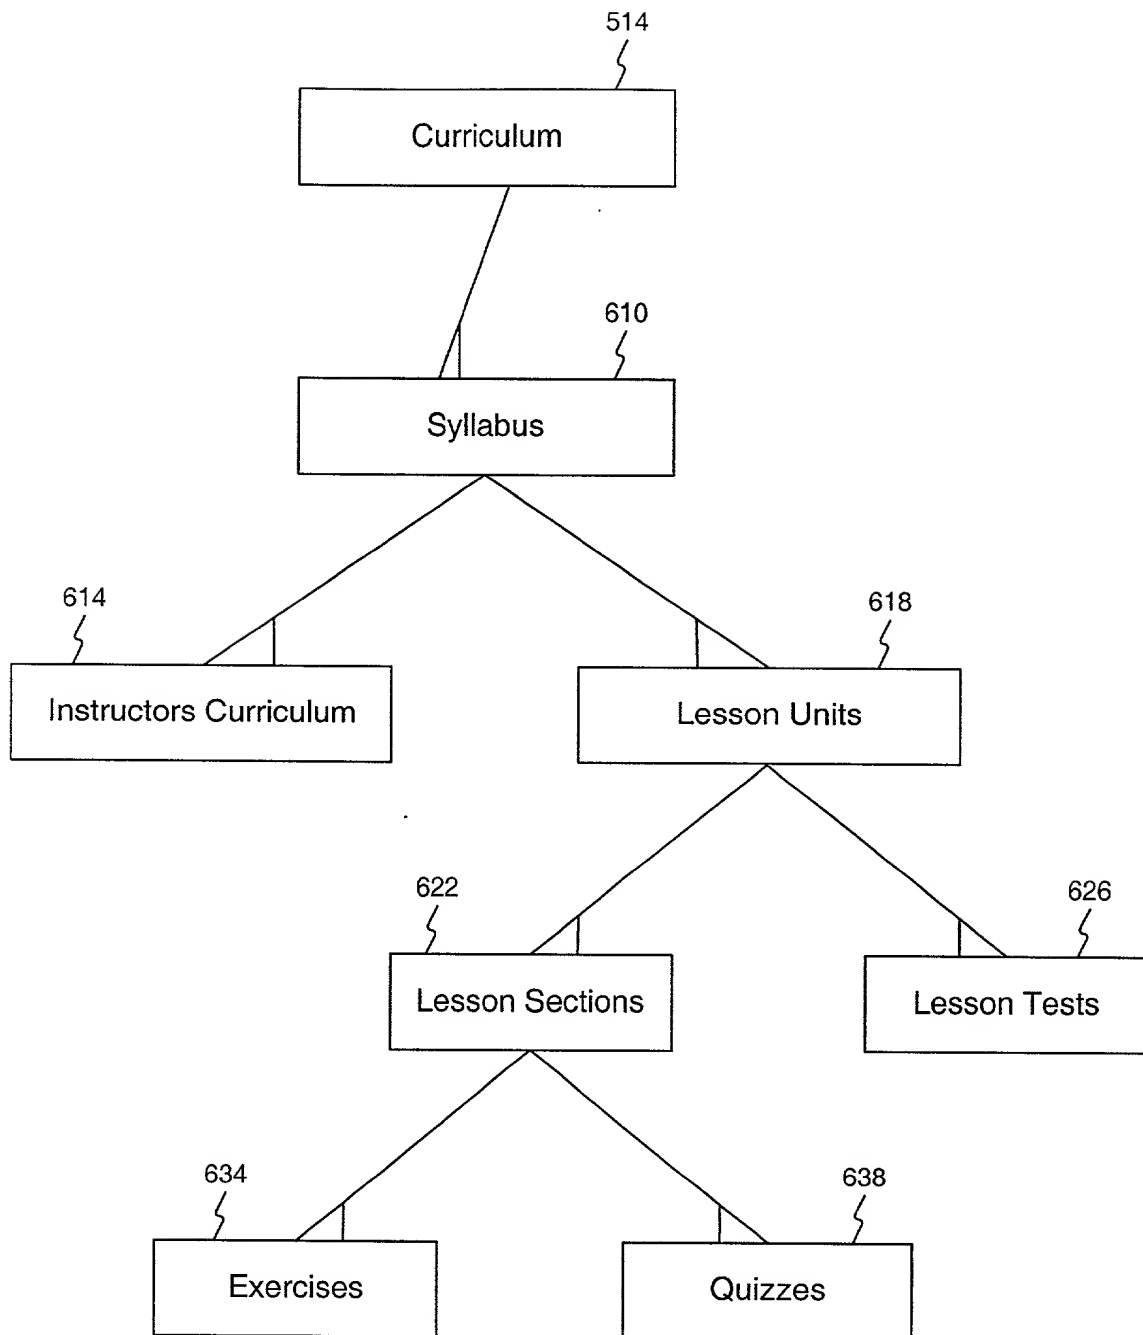 514
Curriculum
610
Syllabus
614
618
Instructors Curriculum
Lesson Units
622
626
Lesson Sections
Lesson Tests
634
638
Exercises
Quizzes